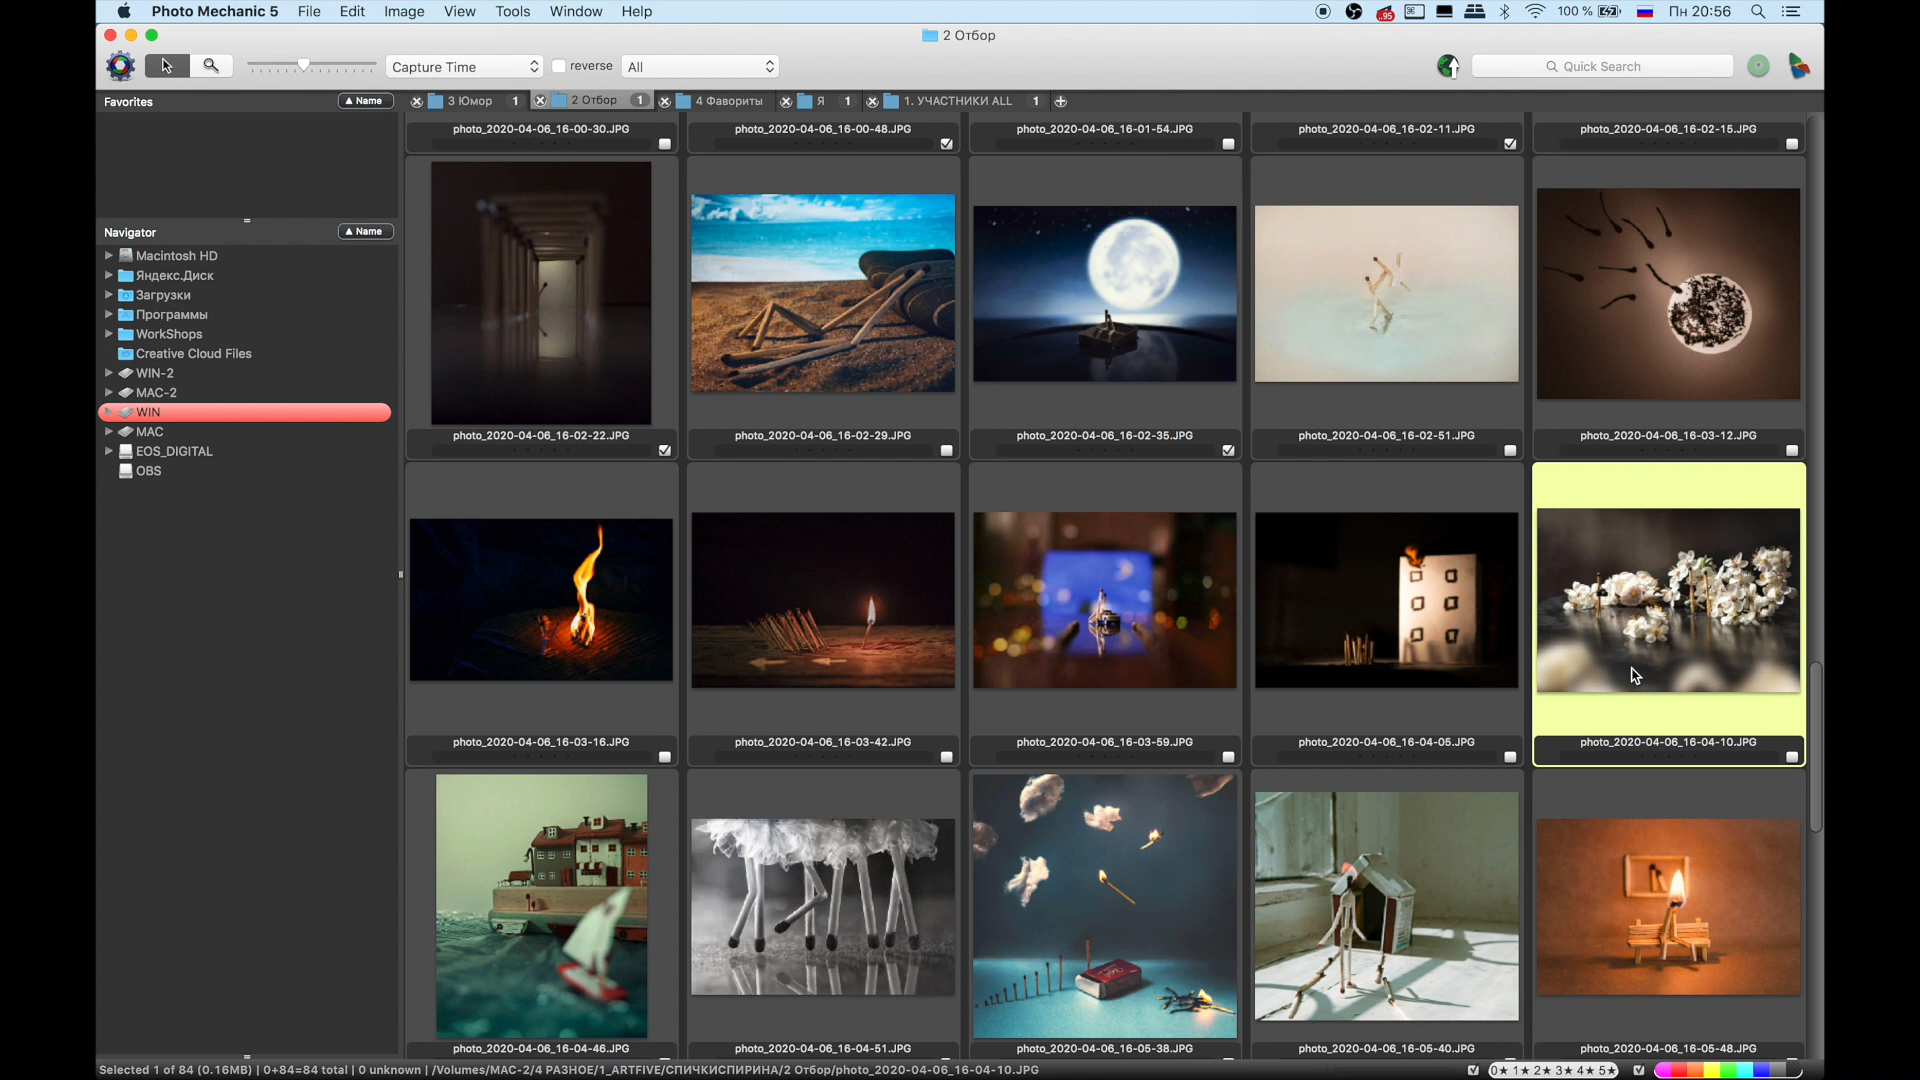 Photo Mechanic 5 File Edit Image View Tools Window Help
95 100 % Пн 20:56
2 Отбор
Capture Time reverse All Quick Search
Favorites Name
3 Юмор 1 2 Отбор 1 4 Фавориты Я 1 1. УЧАСТНИКИ ALL 1
photo_2020-04-06_16-00-30.JPG photo_2020-04-06_16-00-48.JPG photo_2020-04-06_16-01-54.JPG photo_2020-04-06_16-02-11.JPG photo_2020-04-06_16-02-15.JPG
Navigator Name
Macintosh HD
Яндекс.Диск
Загрузки
Программы
WorkShops
Creative Cloud Files
WIN-2
MAC-2
WIN
MAC
EOS_DIGITAL
OBS
photo_2020-04-06_16-02-22.JPG photo_2020-04-06_16-02-29.JPG photo_2020-04-06_16-02-35.JPG photo_2020-04-06_16-02-51.JPG photo_2020-04-06_16-03-12.JPG
photo_2020-04-06_16-03-16.JPG photo_2020-04-06_16-03-42.JPG photo_2020-04-06_16-03-59.JPG photo_2020-04-06_16-04-05.JPG photo_2020-04-06_16-04-10.JPG
photo_2020-04-06_16-04-46.JPG photo_2020-04-06_16-04-51.JPG photo_2020-04-06_16-05-38.JPG photo_2020-04-06_16-05-40.JPG photo_2020-04-06_16-05-48.JPG
Selected 1 of 84 (0.16MB) | 0+84=84 total | 0 unknown | /Volumes/MAC-2/4 РАЗНОЕ/1_ARTFIVE/СПИЧКИСПИРИНА/2 Отбор/photo_2020-04-06_16-04-10.JPG 0★ 1★ 2★ 3★ 4★ 5★